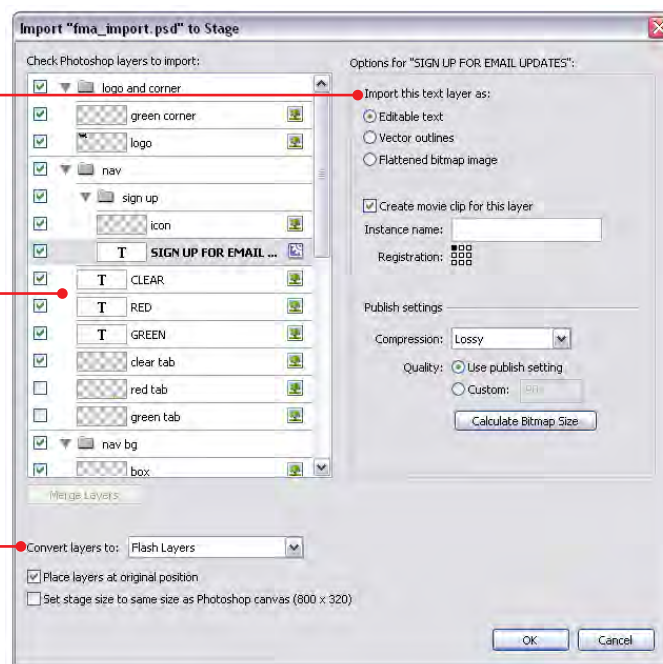 Import "fma_import.psd" to Stage
Check Photoshop layers to import:
logo and corner
green corner
logo
nav
sign up
icon
T SIGN UP FOR EMAIL ...
T CLEAR
T RED
T GREEN
clear tab
red tab
green tab
nav bg
box
Merge Layers
Convert layers to: Flash Layers
Place layers at original position
Set stage size to same size as Photoshop canvas (800 x 320)
Options for "SIGN UP FOR EMAIL UPDATES":
Import this text layer as:
Editable text
Vector outlines
Flattened bitmap image
Create movie clip for this layer
Instance name:
Registration:
Publish settings
Compression: Lossy
Quality: Use publish setting
Custom:
Calculate Bitmap Size
OK Cancel